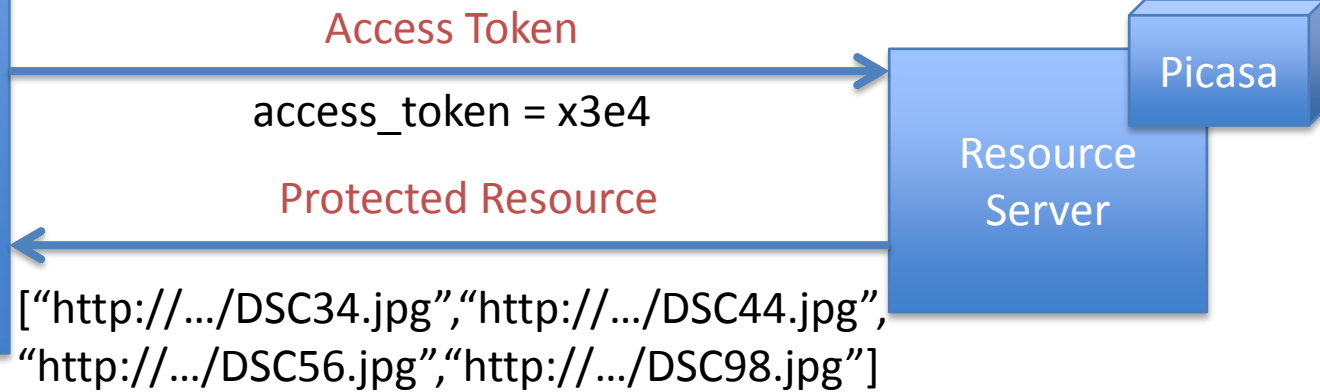 Access Token
access_token = x3e4
Protected Resource
[“http://…/DSC34.jpg”,“http://…/DSC44.jpg”,
“http://…/DSC56.jpg”,“http://…/DSC98.jpg”]
Resource
Server
Picasa